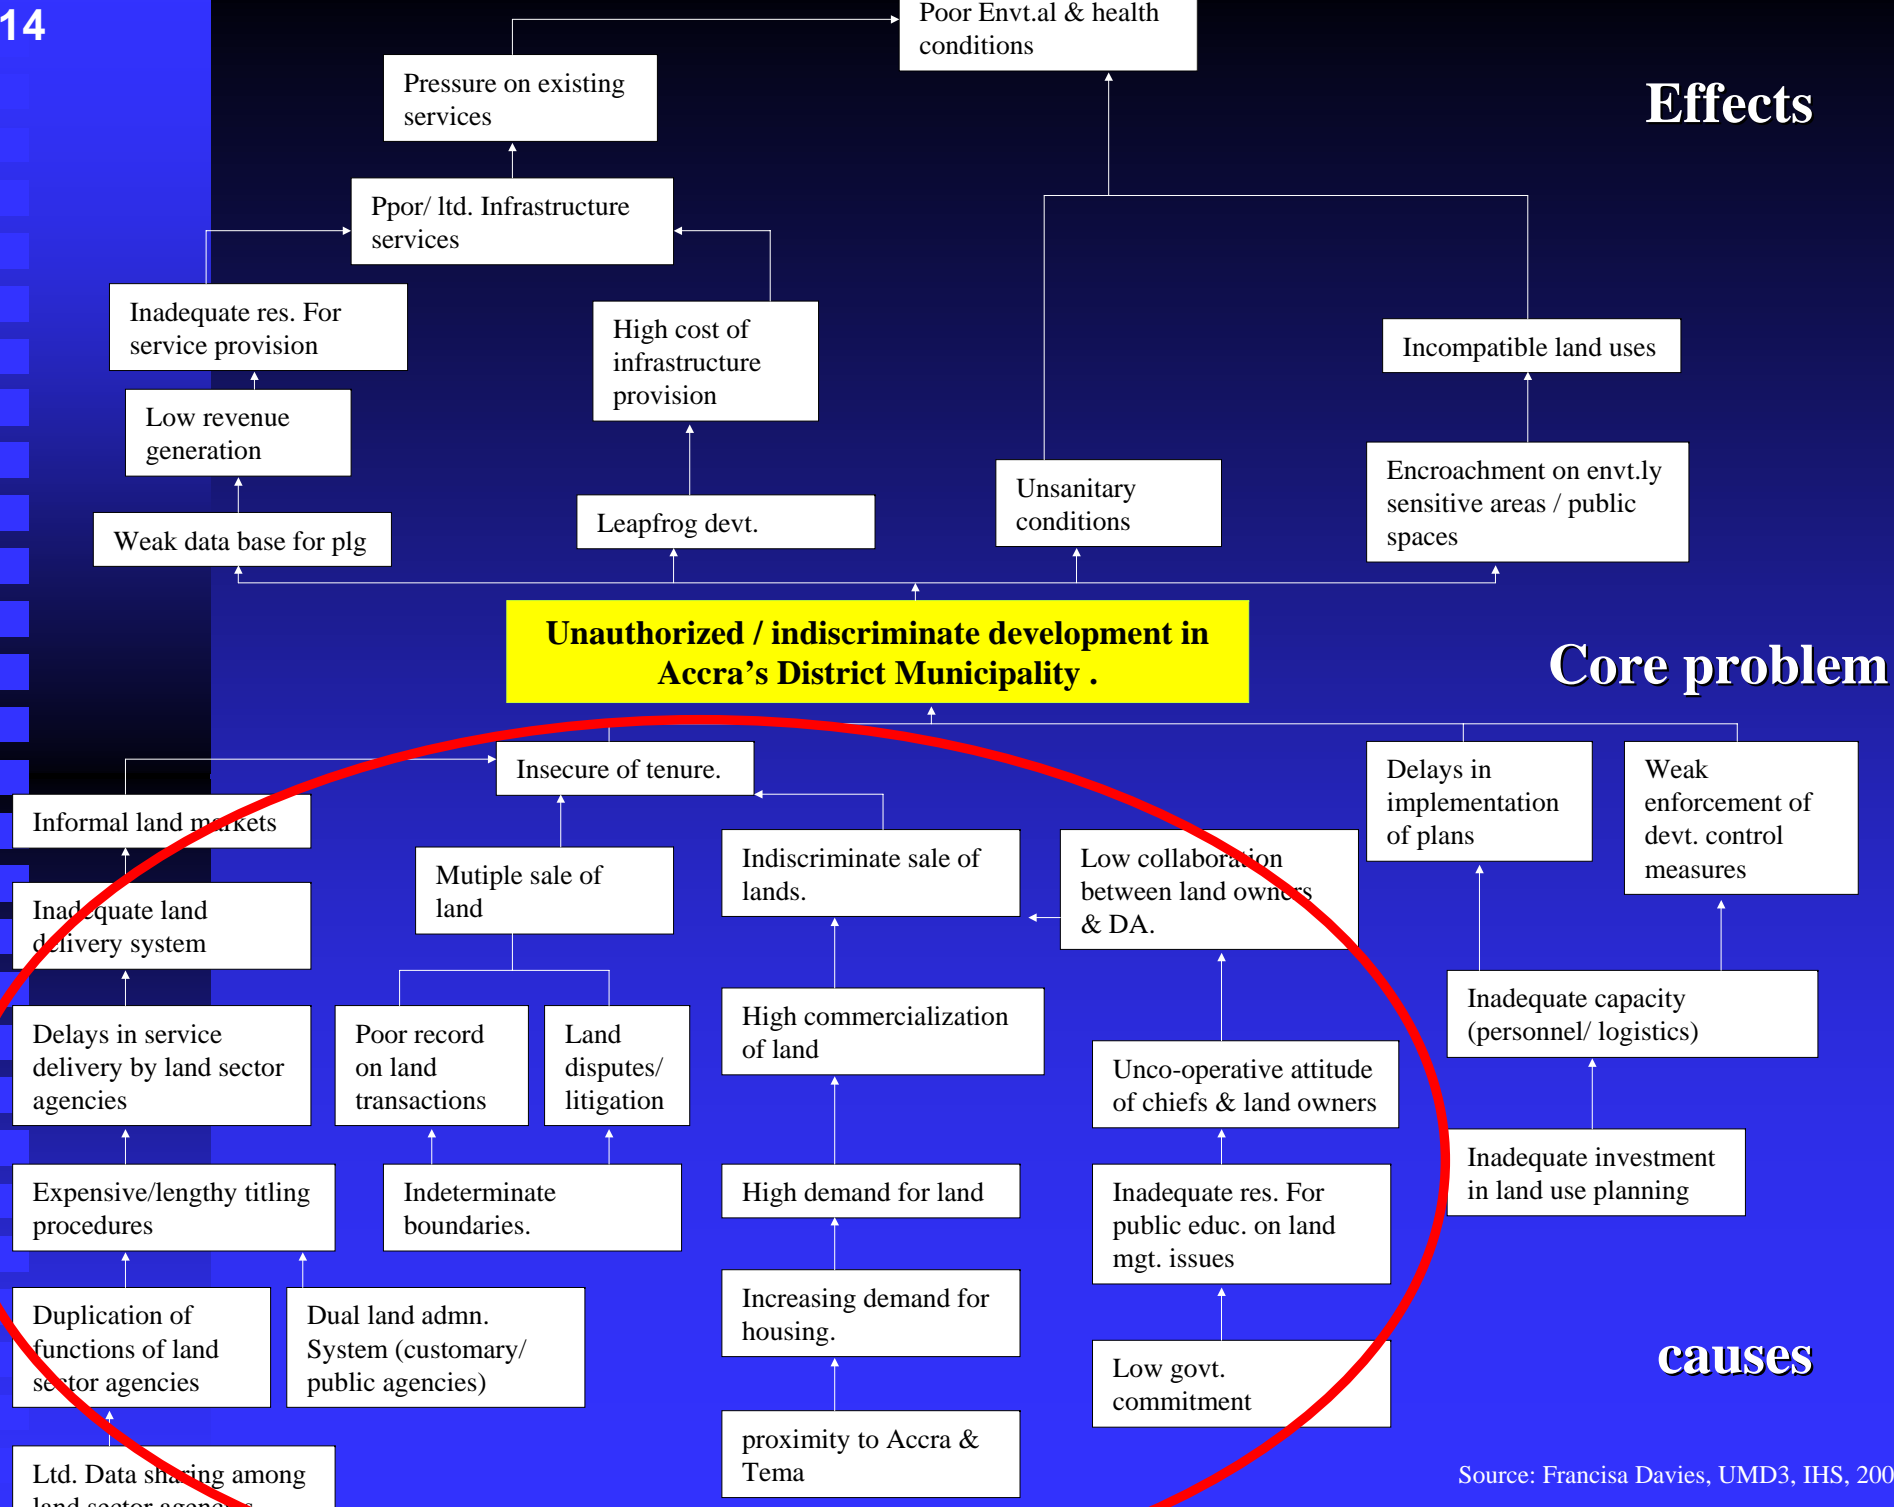 14
Poor Envt.al & health
conditions
Pressure on existing
services
Effects
Ppor/ ltd. Infrastructure
services
Inadequate res. For
service provision
High cost of
infrastructure
provision
Incompatible land uses
Low revenue
generation
Unsanitary
conditions
Encroachment on envt.ly
sensitive areas / public
spaces
Weak data base for plg
Leapfrog devt.
Unauthorized / indiscriminate development in
Accra’s District Municipality .
Core problem
Insecure of tenure.
Delays in
implementation
of plans
Weak
enforcement of
devt. control
measures
Informal land markets
Mutiple sale of
land
Indiscriminate sale of
lands.
Low collaboration
between land owners
& DA.
Inadequate land
delivery system
Delays in service
delivery by land sector
agencies
Poor record
on land
transactions
Land
disputes/
litigation
High commercialization
of land
Unco-operative attitude
of chiefs & land owners
Inadequate capacity
(personnel/ logistics)
Expensive/lengthy titling
procedures
Indeterminate
boundaries.
High demand for land
Inadequate res. For
public educ. on land
mgt. issues
Inadequate investment
in land use planning
Duplication of
functions of land
sector agencies
Dual land admn.
System (customary/
public agencies)
Increasing demand for
housing.
Low govt.
commitment
causes
proximity to Accra &
Tema
Ltd. Data sharing among
land sector agencies
Source: Francisa Davies, UMD3, IHS, 200